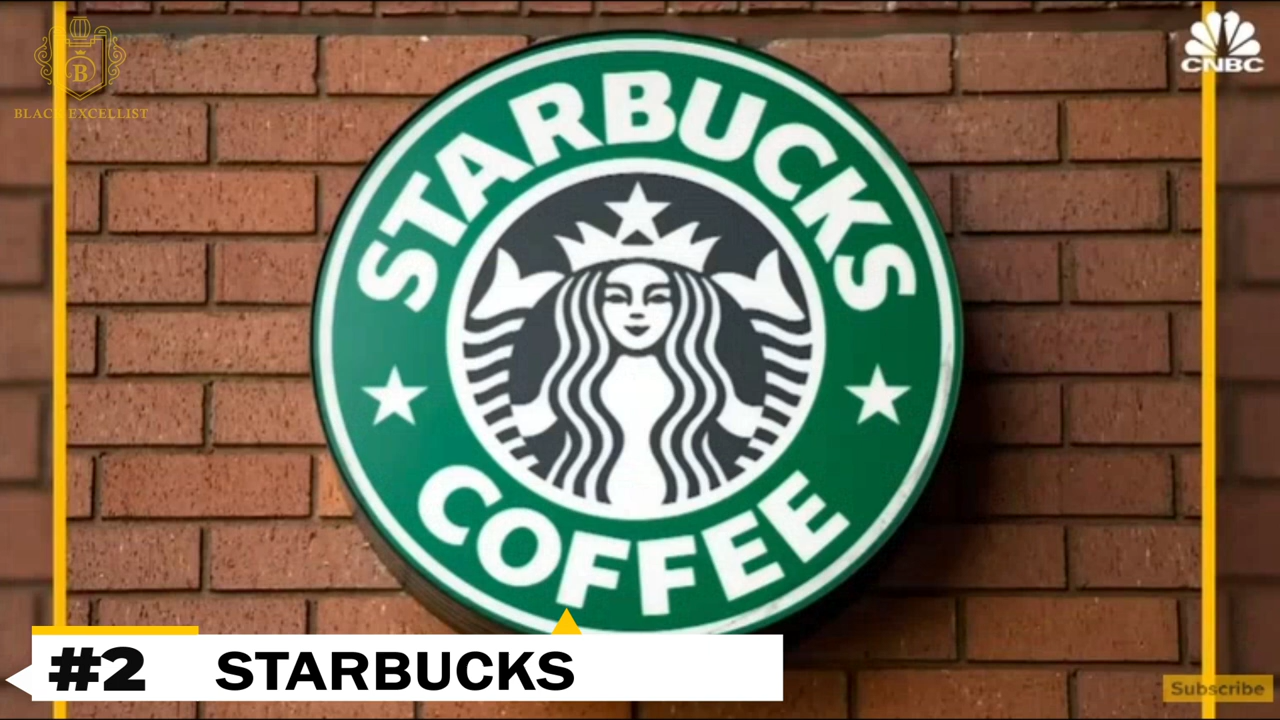 B
BLACK EXCELLIST
CNBC
STARBUCKS
COFFEE
#2 STARBUCKS
Subscribe